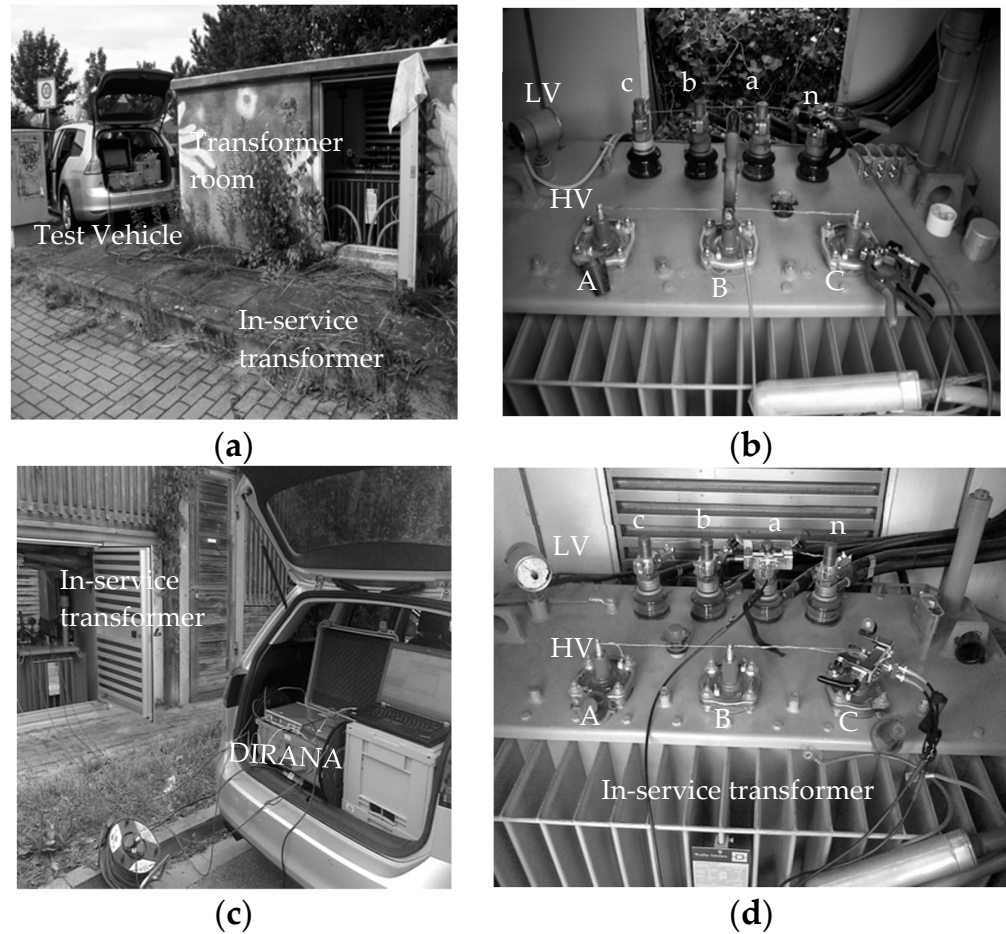 Transformer
room
Test Vehicle
In-service
transformer
(a)
c b a n
LV
HV
A B C
(b)
In-service
transformer
DIRANA
(c)
c b a n
LV
HV
A B C
In-service transformer
(d)